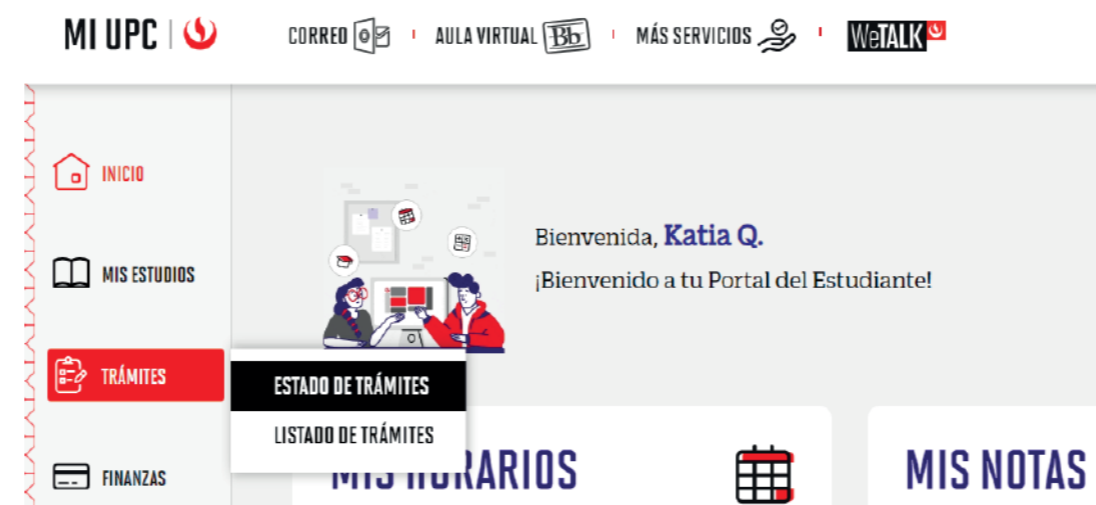 MI UPC
CORREO
AULA VIRTUAL Bb
MÁS SERVICIOS
WeTALK
INICIO
MIS ESTUDIOS
TRÁMITES
FINANZAS
Bienvenida, Katia Q.
¡Bienvenido a tu Portal del Estudiante!
ESTADO DE TRÁMITES
LISTADO DE TRÁMITES
MIS HORARIOS
MIS NOTAS